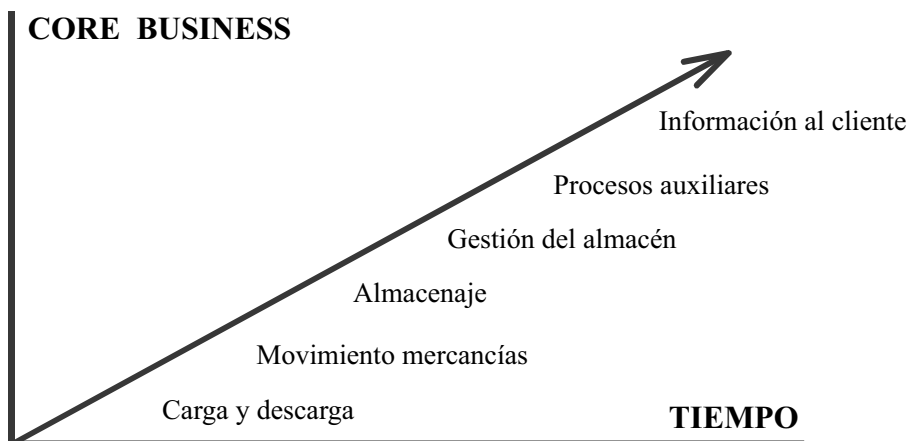 CORE BUSINESS
Información al cliente
Procesos auxiliares
Gestión del almacén
Almacenaje
Movimiento mercancías
Carga y descarga
TIEMPO